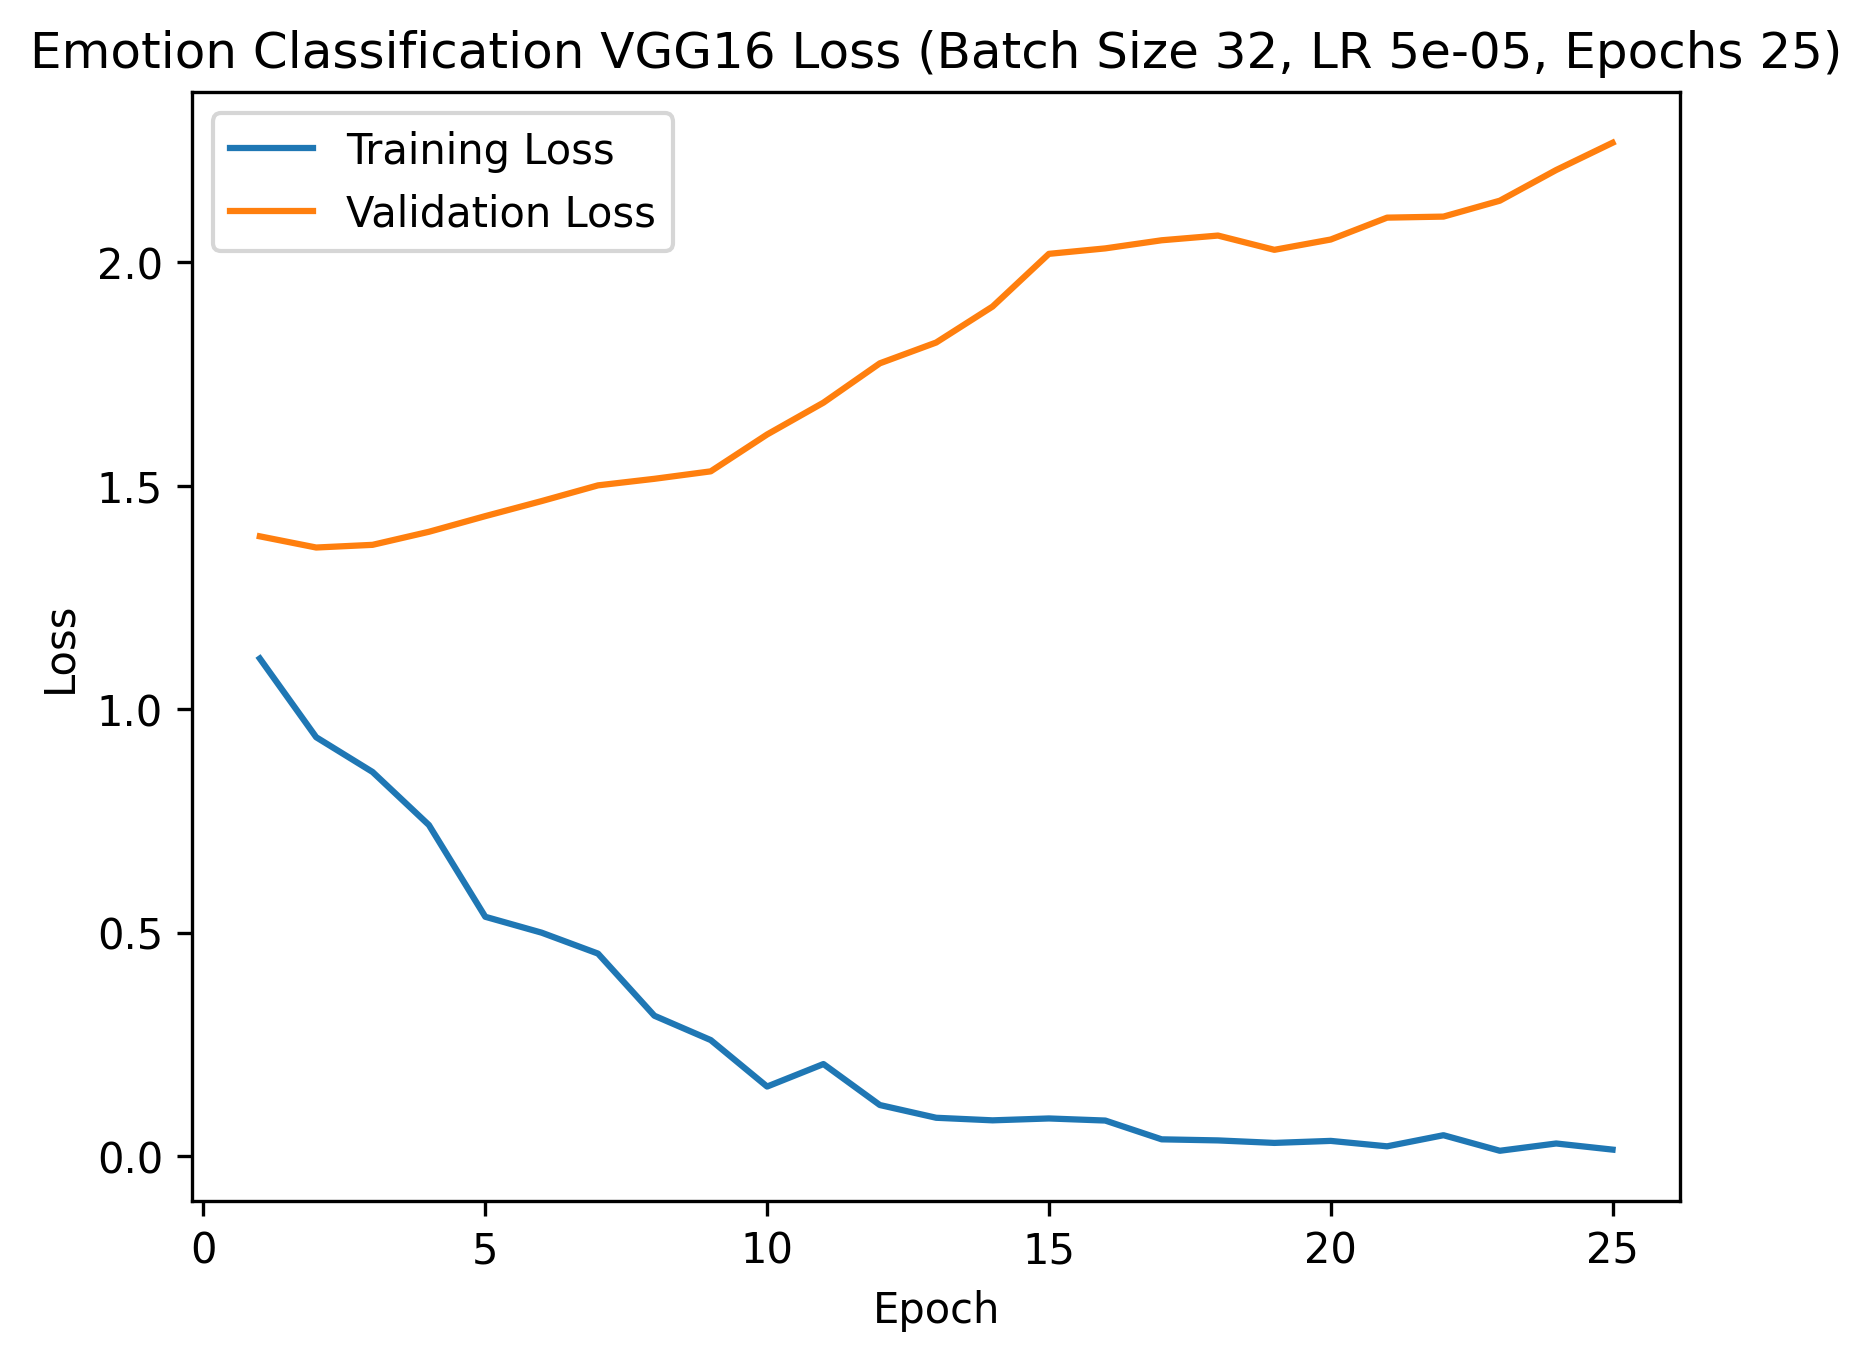 Emotion Classification VGG16 Loss (Batch Size 32, LR 5e-05, Epochs 25)
Training Loss
Validation Loss
2.0
1.5
1.0
0.5
0.0
Loss
0 5 10 15 20 25
Epoch